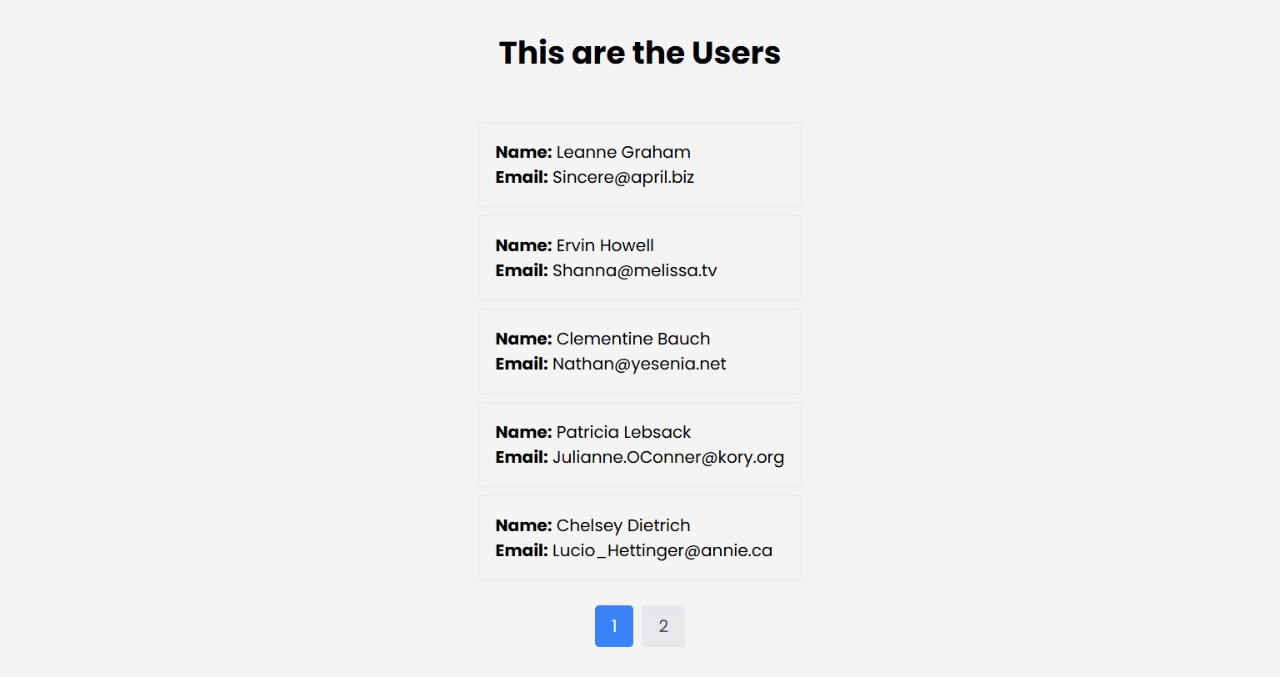 This are the Users
Name: Leanne Graham
Email: Sincere@april.biz
Name: Ervin Howell
Email: Shanna@melissa.tv
Name: Clementine Bauch
Email: Nathan@yesenia.net
Name: Patricia Lebsack
Email: Julianne.OConner@kory.org
Name: Chelsey Dietrich
Email: Lucio_Hettinger@annie.ca
1 2